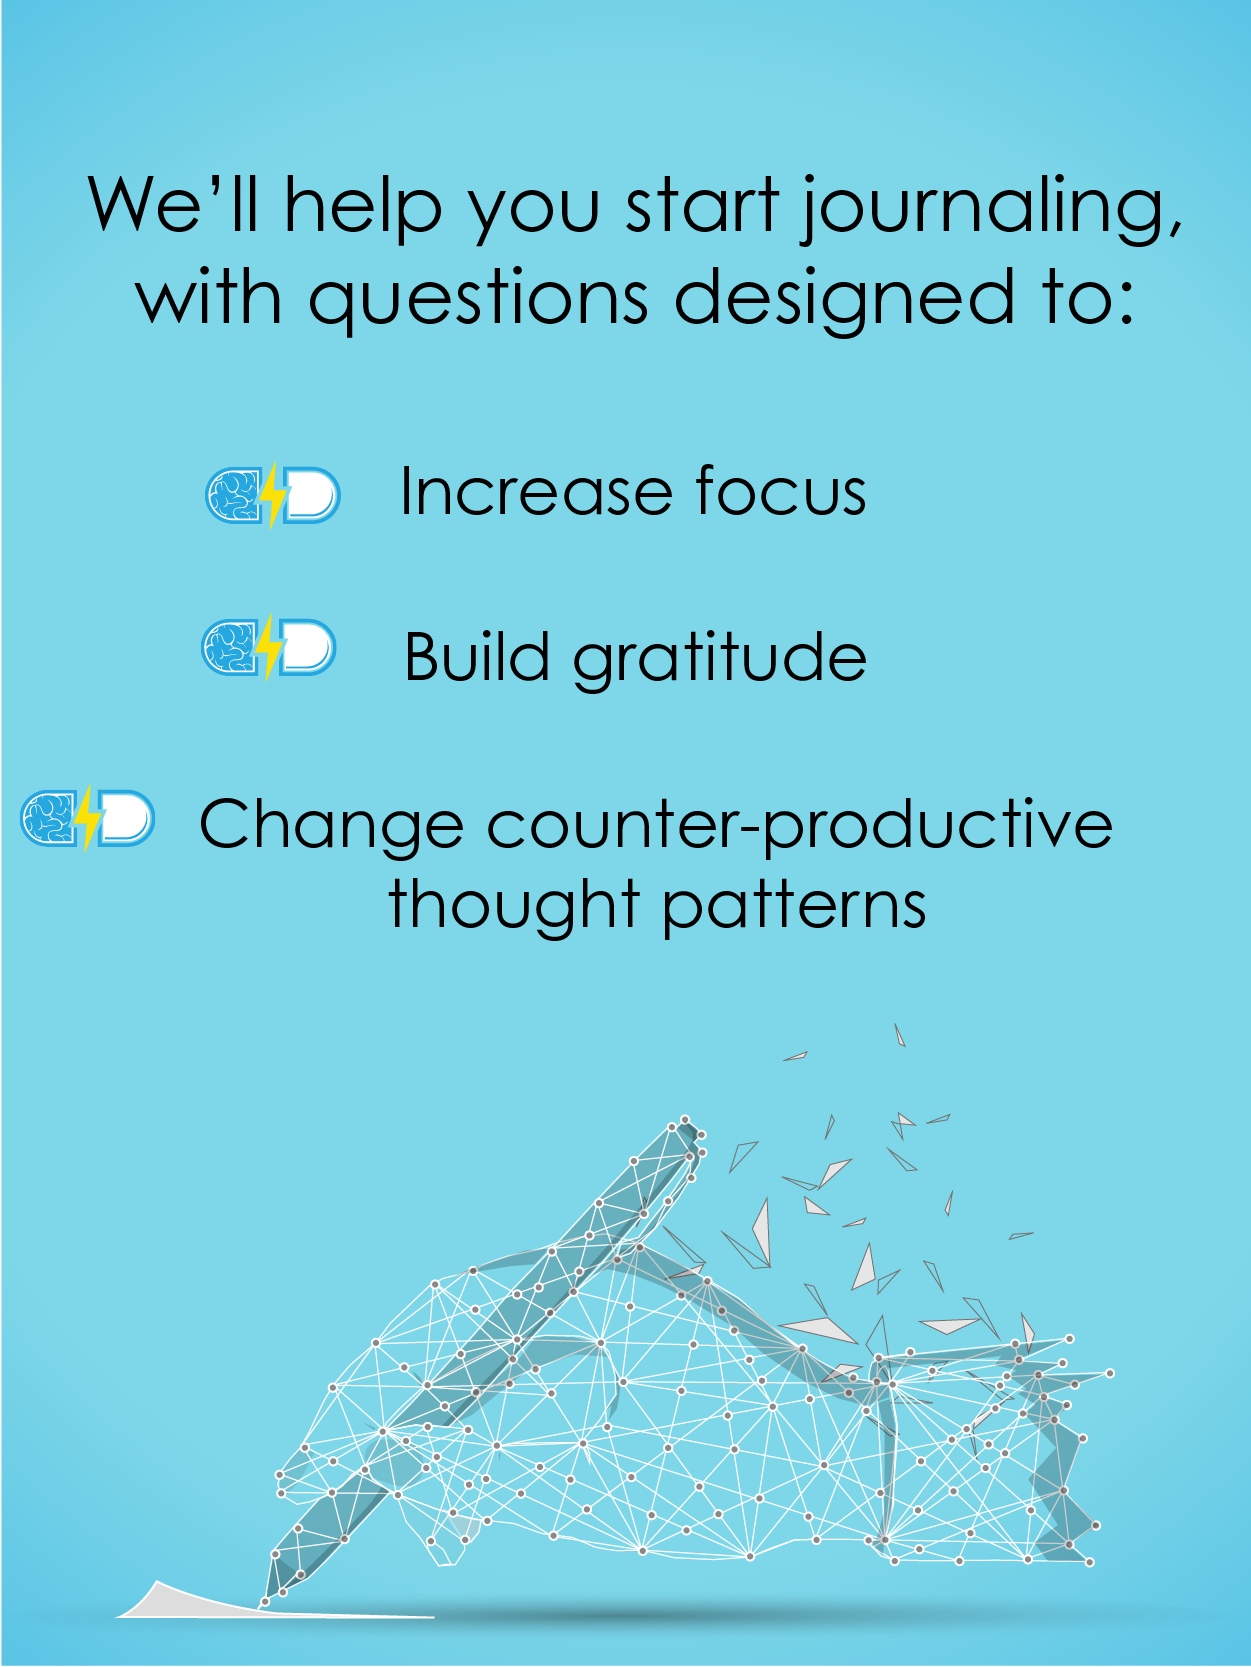 We’ll help you start journaling,
with questions designed to:
Increase focus
Build gratitude
Change counter-productive
thought patterns